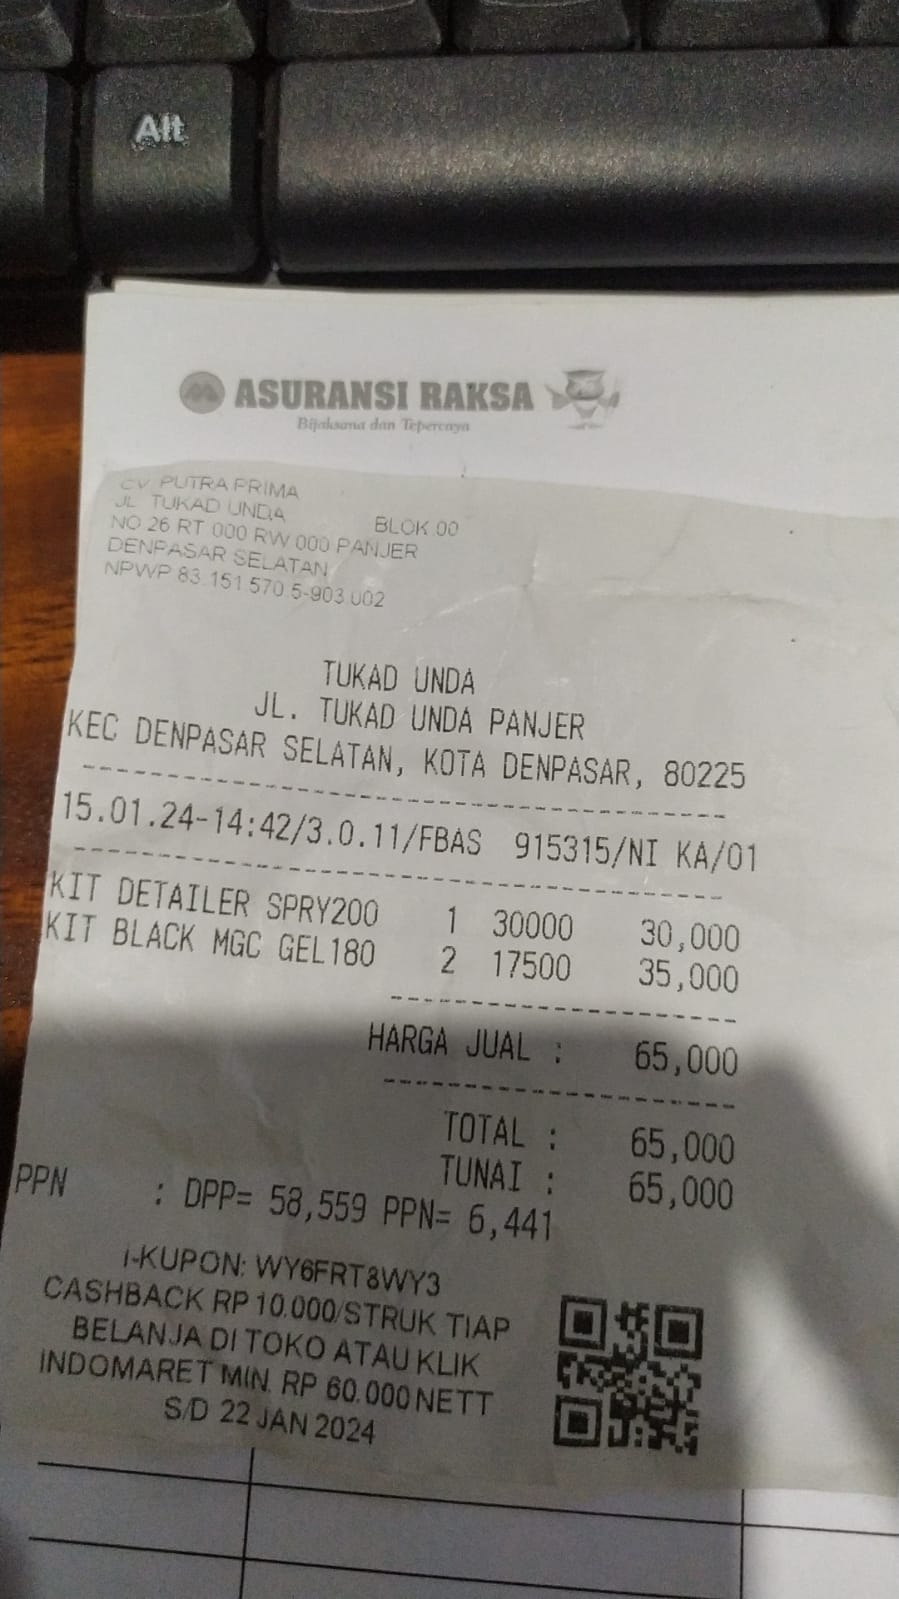 Alt
ASURANSI RAKSA
Bijaksana dan Tepercaya
CV PUTRA PRIMA
JL TUKAD UNDA BLOK 00
NO 26 RT 000 RW 000 PANJER
DENPASAR SELATAN
NPWP 83.151.570.5-903.002
TUKAD UNDA
JL. TUKAD UNDA PANJER
KEC DENPASAR SELATAN, KOTA DENPASAR, 80225
15.01.24-14:42/3.0.11/FBAS 915315/NI KA/01
KIT DETAILER SPRY200 1 30000 30,000
KIT BLACK MGC GEL180 2 17500 35,000
HARGA JUAL : 65,000
TOTAL : 65,000
TUNAI : 65,000
PPN : DPP= 58,559 PPN= 6,441
I-KUPON: WY6FRT8WY3
CASHBACK RP 10.000/STRUK TIAP
BELANJA DI TOKO ATAU KLIK
INDOMARET MIN. RP 60.000 NETT
S/D 22 JAN 2024